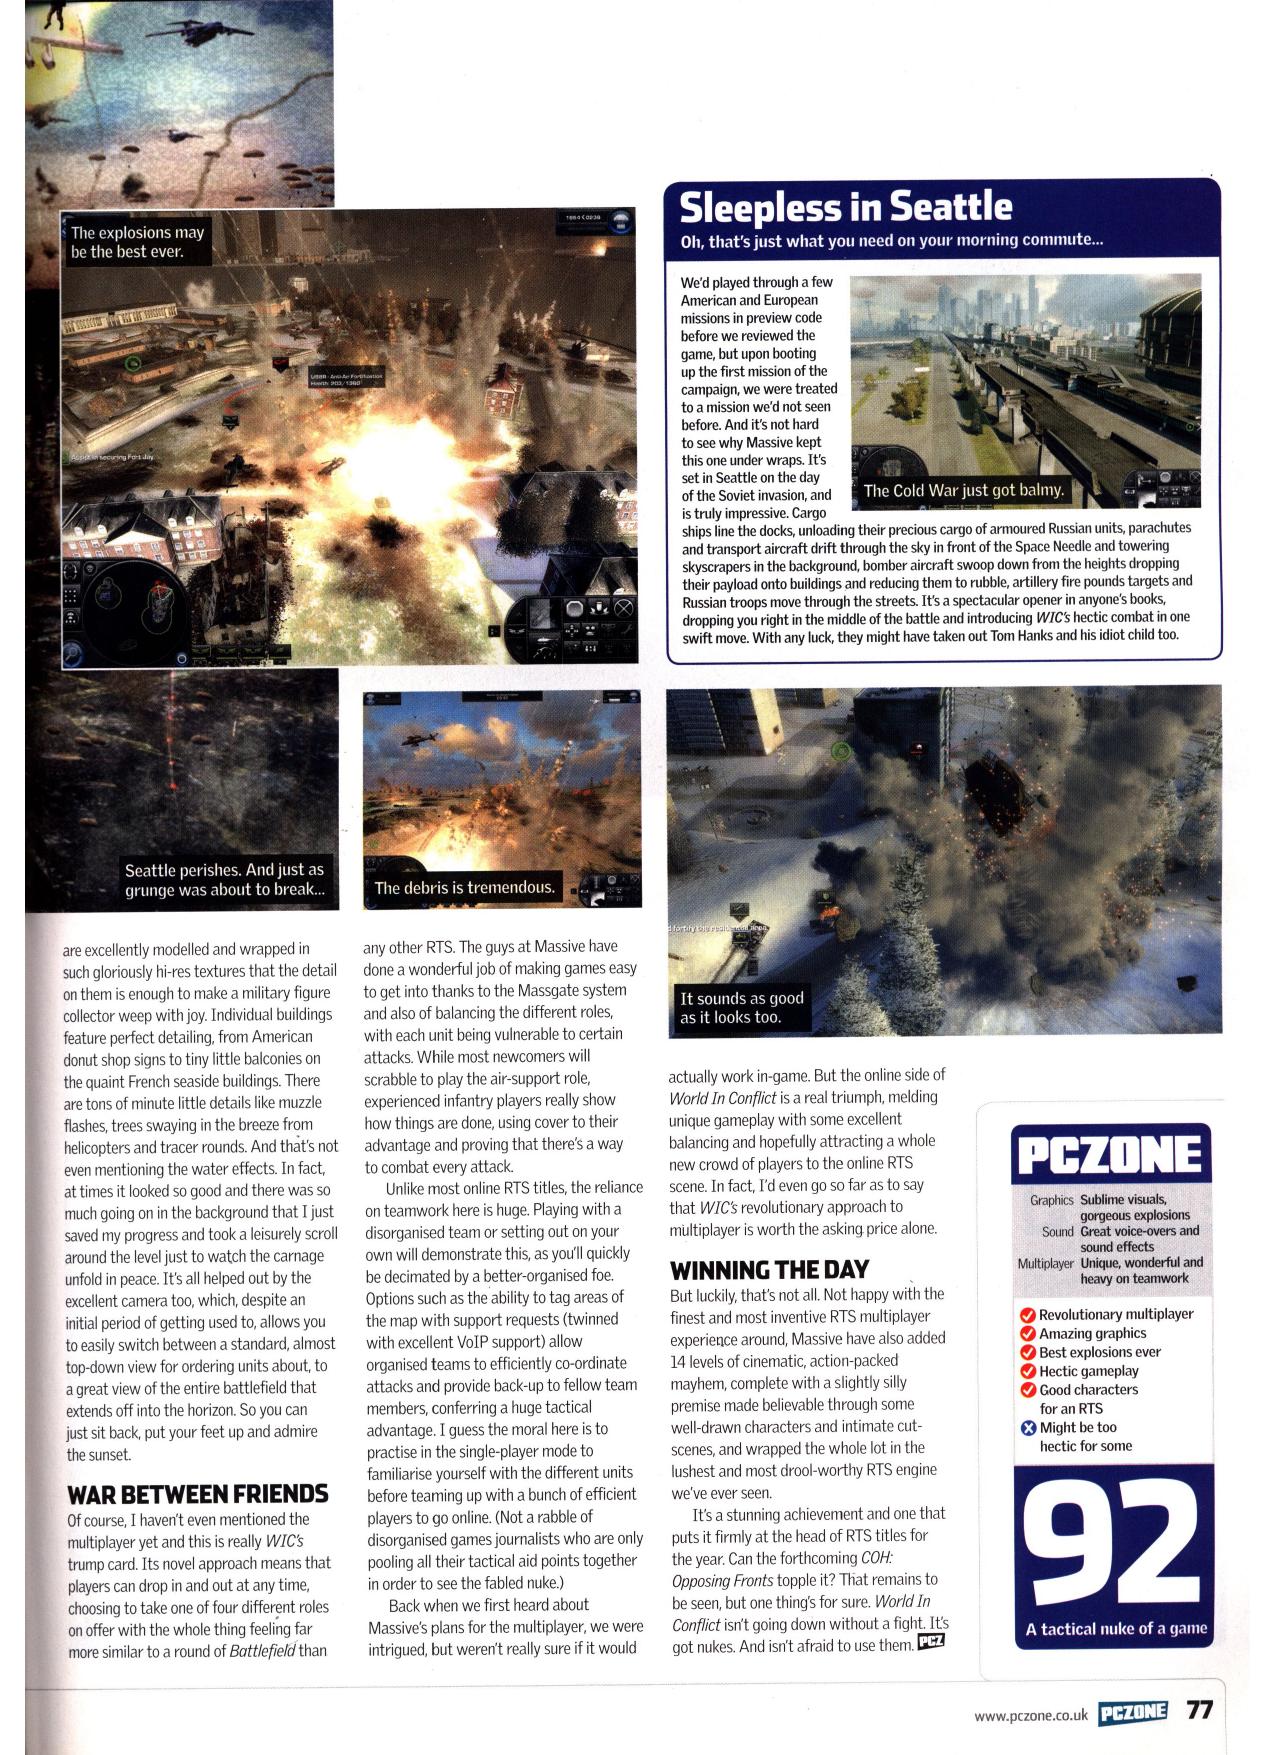 The explosions may
be the best ever.
USSR - Anti-Air Fortification
Health: 203/1360
Assist in securing Fort Jay.
Sleepless in Seattle
Oh, that's just what you need on your morning commute...
We'd played through a few
American and European
missions in preview code
before we reviewed the
game, but upon booting
up the first mission of the
campaign, we were treated
to a mission we'd not seen
before. And it's not hard
to see why Massive kept
this one under wraps. It's
set in Seattle on the day
of the Soviet invasion, and
is truly impressive. Cargo
ships line the docks, unloading their precious cargo of armoured Russian units, parachutes
and transport aircraft drift through the sky in front of the Space Needle and towering
skyscrapers in the background, bomber aircraft swoop down from the heights dropping
their payload onto buildings and reducing them to rubble, artillery fire pounds targets and
Russian troops move through the streets. It's a spectacular opener in anyone's books,
dropping you right in the middle of the battle and introducing WIC's hectic combat in one
swift move. With any luck, they might have taken out Tom Hanks and his idiot child too.
The Cold War just got balmy.
Seattle perishes. And just as
grunge was about to break...
The debris is tremendous.
d fortify the residential area.
It sounds as good
as it looks too.
are excellently modelled and wrapped in
such gloriously hi-res textures that the detail
on them is enough to make a military figure
collector weep with joy. Individual buildings
feature perfect detailing, from American
donut shop signs to tiny little balconies on
the quaint French seaside buildings. There
are tons of minute little details like muzzle
flashes, trees swaying in the breeze from
helicopters and tracer rounds. And that's not
even mentioning the water effects. In fact,
at times it looked so good and there was so
much going on in the background that I just
saved my progress and took a leisurely scroll
around the level just to watch the carnage
unfold in peace. It's all helped out by the
excellent camera too, which, despite an
initial period of getting used to, allows you
to easily switch between a standard, almost
top-down view for ordering units about, to
a great view of the entire battlefield that
extends off into the horizon. So you can
just sit back, put your feet up and admire
the sunset.
WAR BETWEEN FRIENDS
Of course, I haven't even mentioned the
multiplayer yet and this is really WIC's
trump card. Its novel approach means that
players can drop in and out at any time,
choosing to take one of four different roles
on offer with the whole thing feeling far
more similar to a round of Battlefield than
any other RTS. The guys at Massive have
done a wonderful job of making games easy
to get into thanks to the Massgate system
and also of balancing the different roles,
with each unit being vulnerable to certain
attacks. While most newcomers will
scrabble to play the air-support role,
experienced infantry players really show
how things are done, using cover to their
advantage and proving that there's a way
to combat every attack.
Unlike most online RTS titles, the reliance
on teamwork here is huge. Playing with a
disorganised team or setting out on your
own will demonstrate this, as you'll quickly
be decimated by a better-organised foe.
Options such as the ability to tag areas of
the map with support requests (twinned
with excellent VoIP support) allow
organised teams to efficiently co-ordinate
attacks and provide back-up to fellow team
members, conferring a huge tactical
advantage. I guess the moral here is to
practise in the single-player mode to
familiarise yourself with the different units
before teaming up with a bunch of efficient
players to go online. (Not a rabble of
disorganised games journalists who are only
pooling all their tactical aid points together
in order to see the fabled nuke.)
Back when we first heard about
Massive's plans for the multiplayer, we were
intrigued, but weren't really sure if it would
actually work in-game. But the online side of
World In Conflict is a real triumph, melding
unique gameplay with some excellent
balancing and hopefully attracting a whole
new crowd of players to the online RTS
scene. In fact, I'd even go so far as to say
that WIC's revolutionary approach to
multiplayer is worth the asking price alone.
WINNING THE DAY
But luckily, that's not all. Not happy with the
finest and most inventive RTS multiplayer
experience around, Massive have also added
14 levels of cinematic, action-packed
mayhem, complete with a slightly silly
premise made believable through some
well-drawn characters and intimate cut-
scenes, and wrapped the whole lot in the
lushest and most drool-worthy RTS engine
we've ever seen.
It's a stunning achievement and one that
puts it firmly at the head of RTS titles for
the year. Can the forthcoming COH:
Opposing Fronts topple it? That remains to
be seen, but one thing's for sure. World In
Conflict isn't going down without a fight. It's
got nukes. And isn't afraid to use them. PCZ
PCZONE
Graphics Sublime visuals,
gorgeous explosions
Sound Great voice-overs and
sound effects
Multiplayer Unique, wonderful and
heavy on teamwork
Revolutionary multiplayer
Amazing graphics
Best explosions ever
Hectic gameplay
Good characters
for an RTS
Might be too
hectic for some
92
A tactical nuke of a game
www.pczone.co.uk PCZONE 77